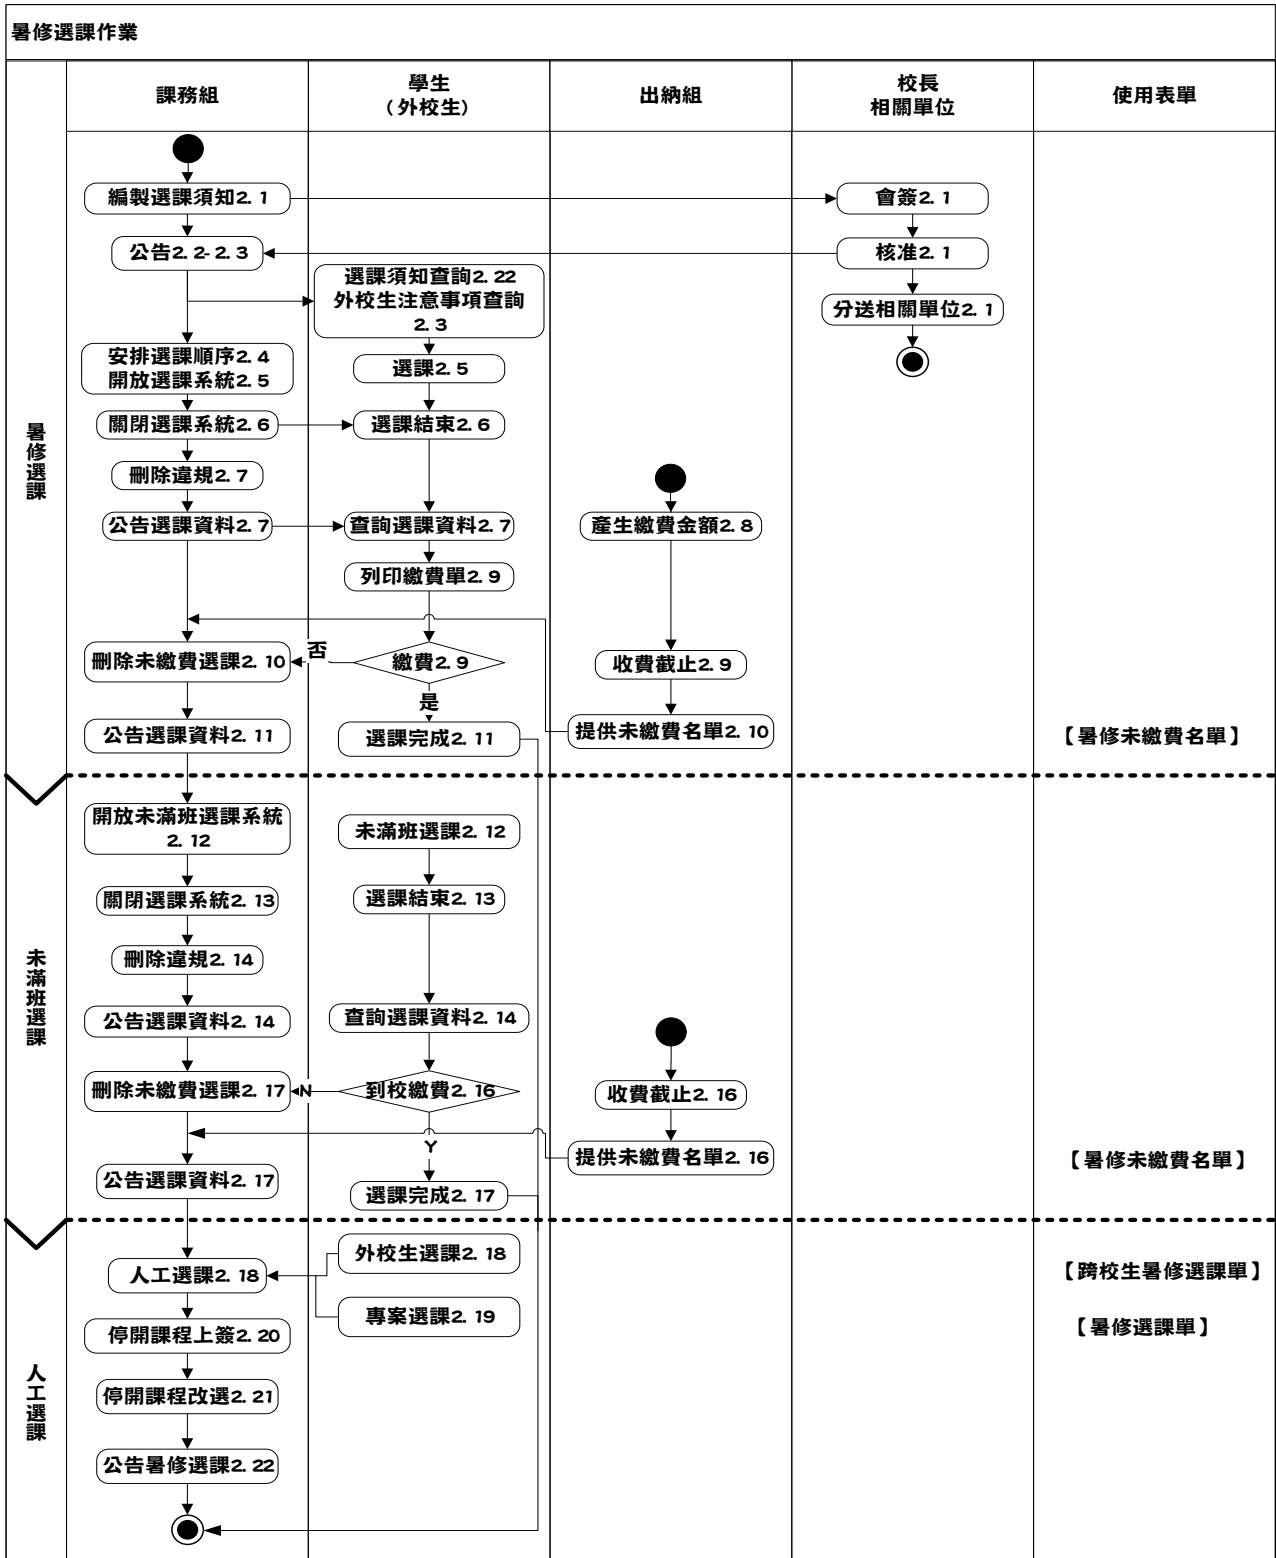 暑修選課作業
課務組
學生
(外校生)
出納組
校長
相關單位
使用表單
暑修選課
編製選課須知2. 1
會簽2. 1
公告2. 2- 2. 3
核准2. 1
選課須知查詢2. 22
外校生注意事項查詢
2. 3
分送相關單位2. 1
安排選課順序2. 4
開放選課系統2. 5
選課2. 5
關閉選課系統2. 6
選課結束2. 6
刪除違規2. 7
公告選課資料2. 7
查詢選課資料2. 7
產生繳費金額2. 8
列印繳費單2. 9
刪除未繳費選課2. 10
否
繳費2. 9
收費截止2. 9
是
公告選課資料2. 11
選課完成2. 11
提供未繳費名單2. 10
【暑修未繳費名單】
未滿班選課
開放未滿班選課系統
2. 12
未滿班選課2. 12
關閉選課系統2. 13
選課結束2. 13
刪除違規2. 14
公告選課資料2. 14
查詢選課資料2. 14
刪除未繳費選課2. 17
N
到校繳費2. 16
收費截止2. 16
Y
提供未繳費名單2. 16
【暑修未繳費名單】
公告選課資料2. 17
選課完成2. 17
人工選課
外校生選課2. 18
人工選課2. 18
【跨校生暑修選課單】
專案選課2. 19
停開課程上簽2. 20
【暑修選課單】
停開課程改選2. 21
公告暑修選課2. 22